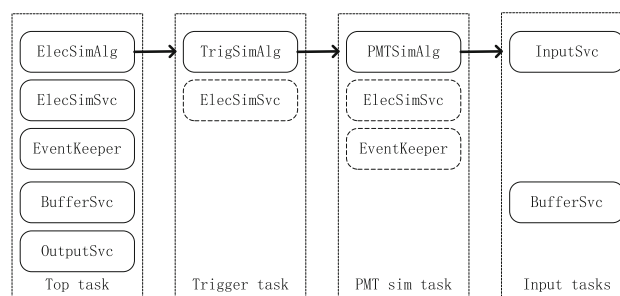 ElecSimAlg
TrigSimAlg
PMTSimAlg
InputSvc
ElecSimSvc
ElecSimSvc
ElecSimSvc
EventKeeper
EventKeeper
BufferSvc
BufferSvc
OutputSvc
Top task
Trigger task
PMT sim task
Input tasks